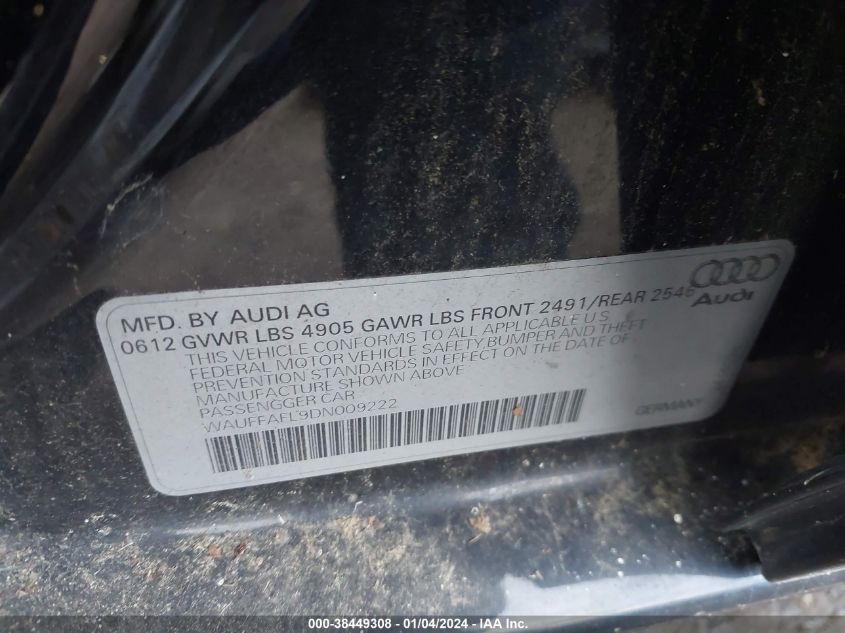 MFD. BY AUDI AG
0612 GVWR LBS 4905 GAWR LBS FRONT 2491/REAR 2546
THIS VEHICLE CONFORMS TO ALL APPLICABLE U.S.
FEDERAL MOTOR VEHICLE SAFETY,BUMPER AND THEFT
PREVENTION STANDARDS IN EFFECT ON THE DATE OF
MANUFACTURE SHOWN ABOVE
PASSENGGER CAR
WAUFFAFL9DN009222
Audi
GERMANY
000-38449308 - 01/04/2024 - IAA Inc.